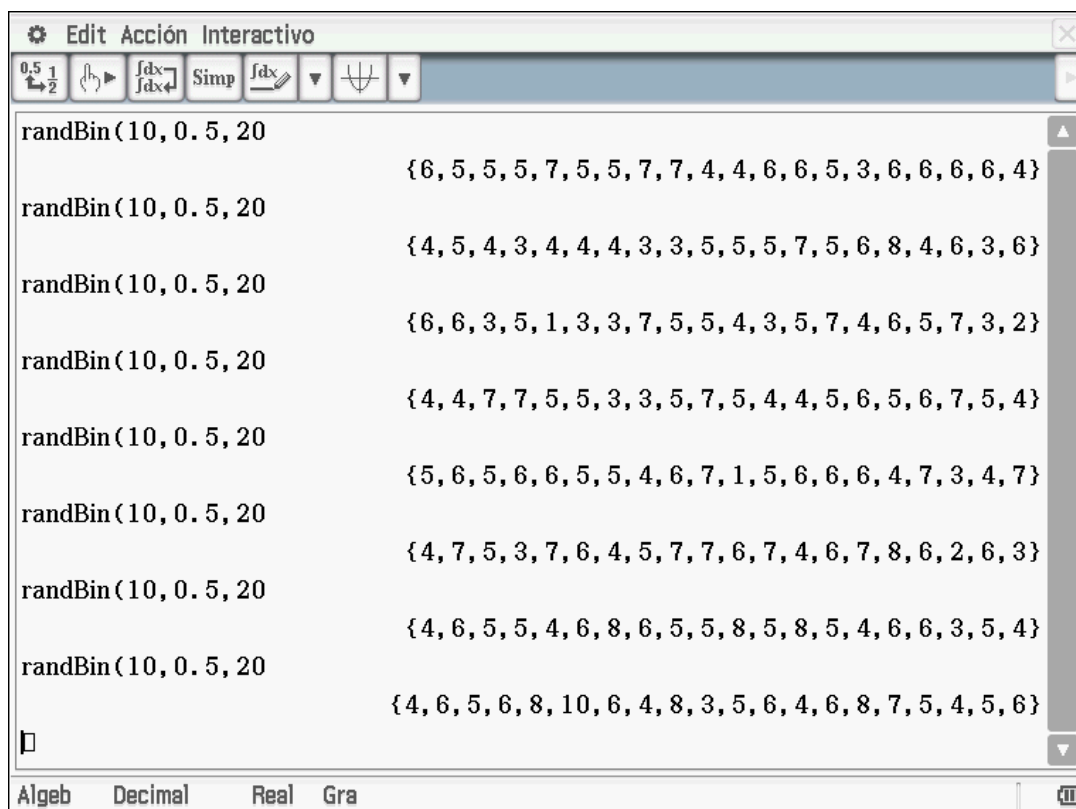 Edit Acción Interactivo
0.5 1 2 ∫dx ∫dx Simp ∫dx
randBin(10,0.5,20
{6,5,5,5,7,5,5,7,7,4,4,6,6,5,3,6,6,6,6,4}
randBin(10,0.5,20
{4,5,4,3,4,4,4,3,3,5,5,5,7,5,6,8,4,6,3,6}
randBin(10,0.5,20
{6,6,3,5,1,3,3,7,5,5,4,3,5,7,4,6,5,7,3,2}
randBin(10,0.5,20
{4,4,7,7,5,5,3,3,5,7,5,4,4,5,6,5,6,7,5,4}
randBin(10,0.5,20
{5,6,5,6,6,5,5,4,6,7,1,5,6,6,6,4,7,3,4,7}
randBin(10,0.5,20
{4,7,5,3,7,6,4,5,7,7,6,7,4,6,7,8,6,2,6,3}
randBin(10,0.5,20
{4,6,5,5,4,6,8,6,5,5,8,5,8,5,4,6,6,3,5,4}
randBin(10,0.5,20
{4,6,5,6,8,10,6,4,8,3,5,6,4,6,8,7,5,4,5,6}
Algeb Decimal Real Gra